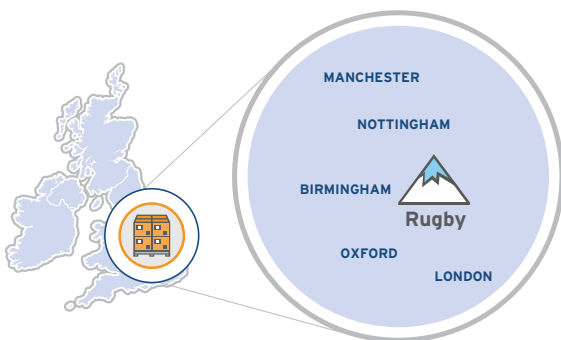 MANCHESTER
NOTTINGHAM
BIRMINGHAM
Rugby
OXFORD
LONDON